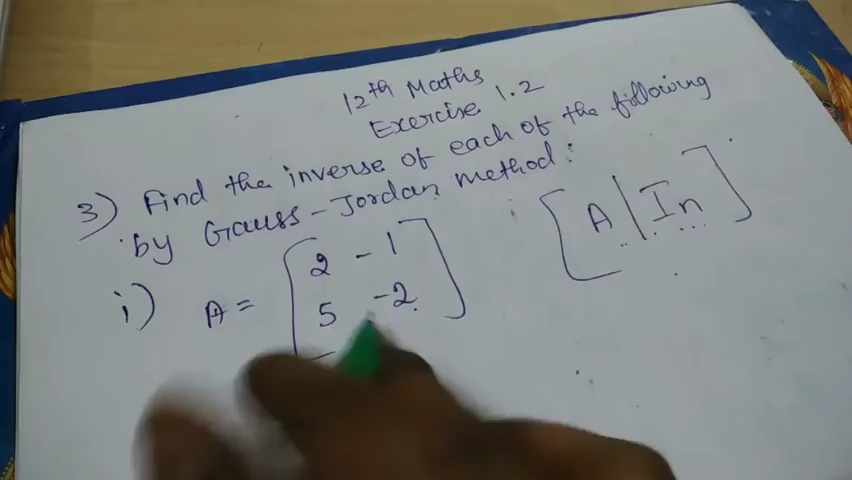 12th Maths
Exercise 1.2
3) Find the inverse of each of the following
by Gauss-Jordan method:
[A | In]
i) A = [2 -1
5 -2]